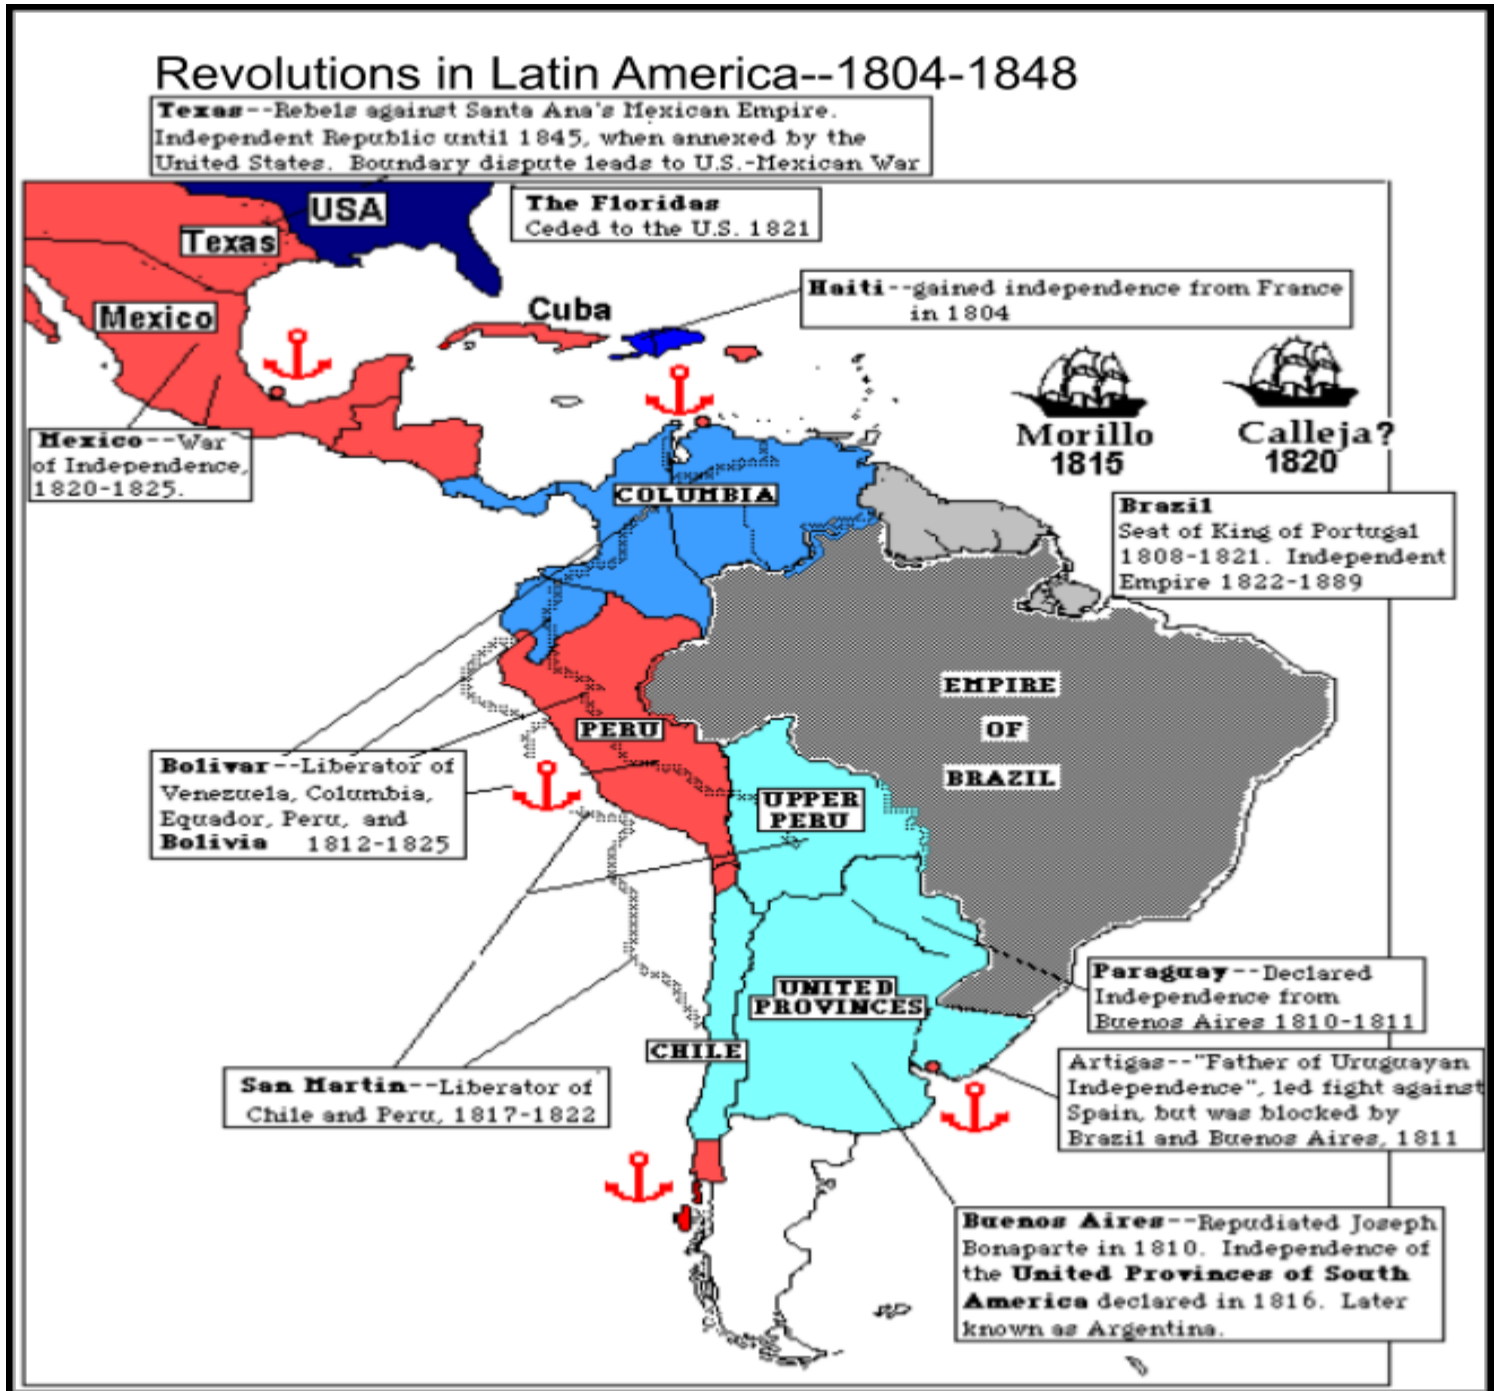 Revolutions in Latin America--1804-1848
Texas--Rebels against Santa Ana's Mexican Empire.
Independent Republic until 1845, when annexed by the
United States. Boundary dispute leads to U.S.-Mexican War
USA
The Floridas
Ceded to the U.S. 1821
Texas
Haiti--gained independence from France
in 1804
Cuba
Mexico
Morillo
1815
Calleja?
1820
Mexico--War
of Independence,
1820-1825.
COLUMBIA
Brazil
Seat of King of Portugal
1808-1821. Independent
Empire 1822-1889
EMPIRE
OF
BRAZIL
PERU
Bolivar--Liberator of
Venezuela, Columbia,
Equador, Peru, and
Bolivia 1812-1825
UPPER
PERU
UNITED
PROVINCES
Paraguay--Declared
Independence from
Buenos Aires 1810-1811
CHILE
San Martin--Liberator of
Chile and Peru, 1817-1822
Artigas--"Father of Uruguayan
Independence", led fight against
Spain, but was blocked by
Brazil and Buenos Aires, 1811
Buenos Aires--Repudiated Joseph
Bonaparte in 1810. Independence of
the United Provinces of South
America declared in 1816. Later
known as Argentina.